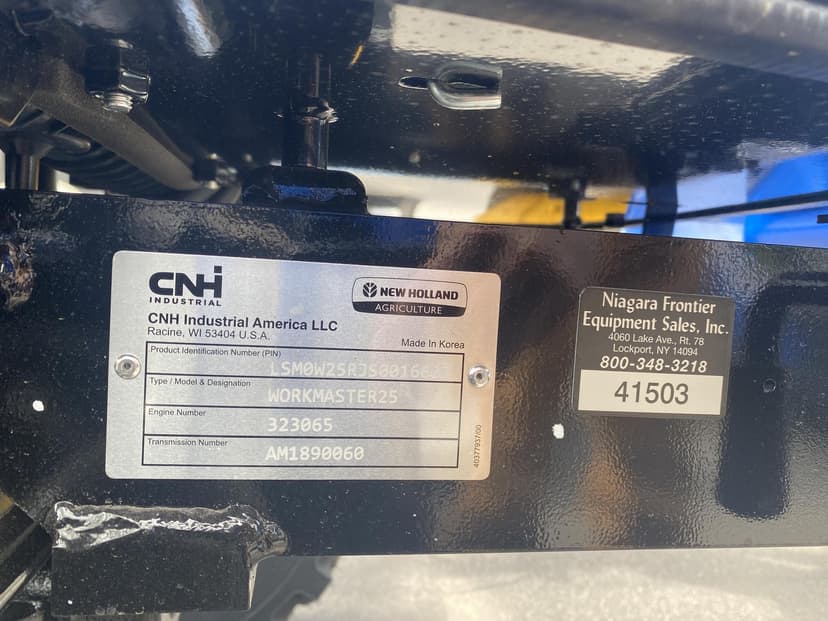 CNH
INDUSTRIAL
NEW HOLLAND
AGRICULTURE
CNH Industrial America LLC
Racine, WI 53404 U.S.A.
Made in Korea
Product Identification Number (PIN)
Type / Model & Designation
WORKMASTER25
Engine Number
323065
Transmission Number
AM1890060
40377937/00
Niagara Frontier
Equipment Sales, Inc.
4060 Lake Ave., Rt. 78
Lockport, NY 14094
800-348-3218
41503